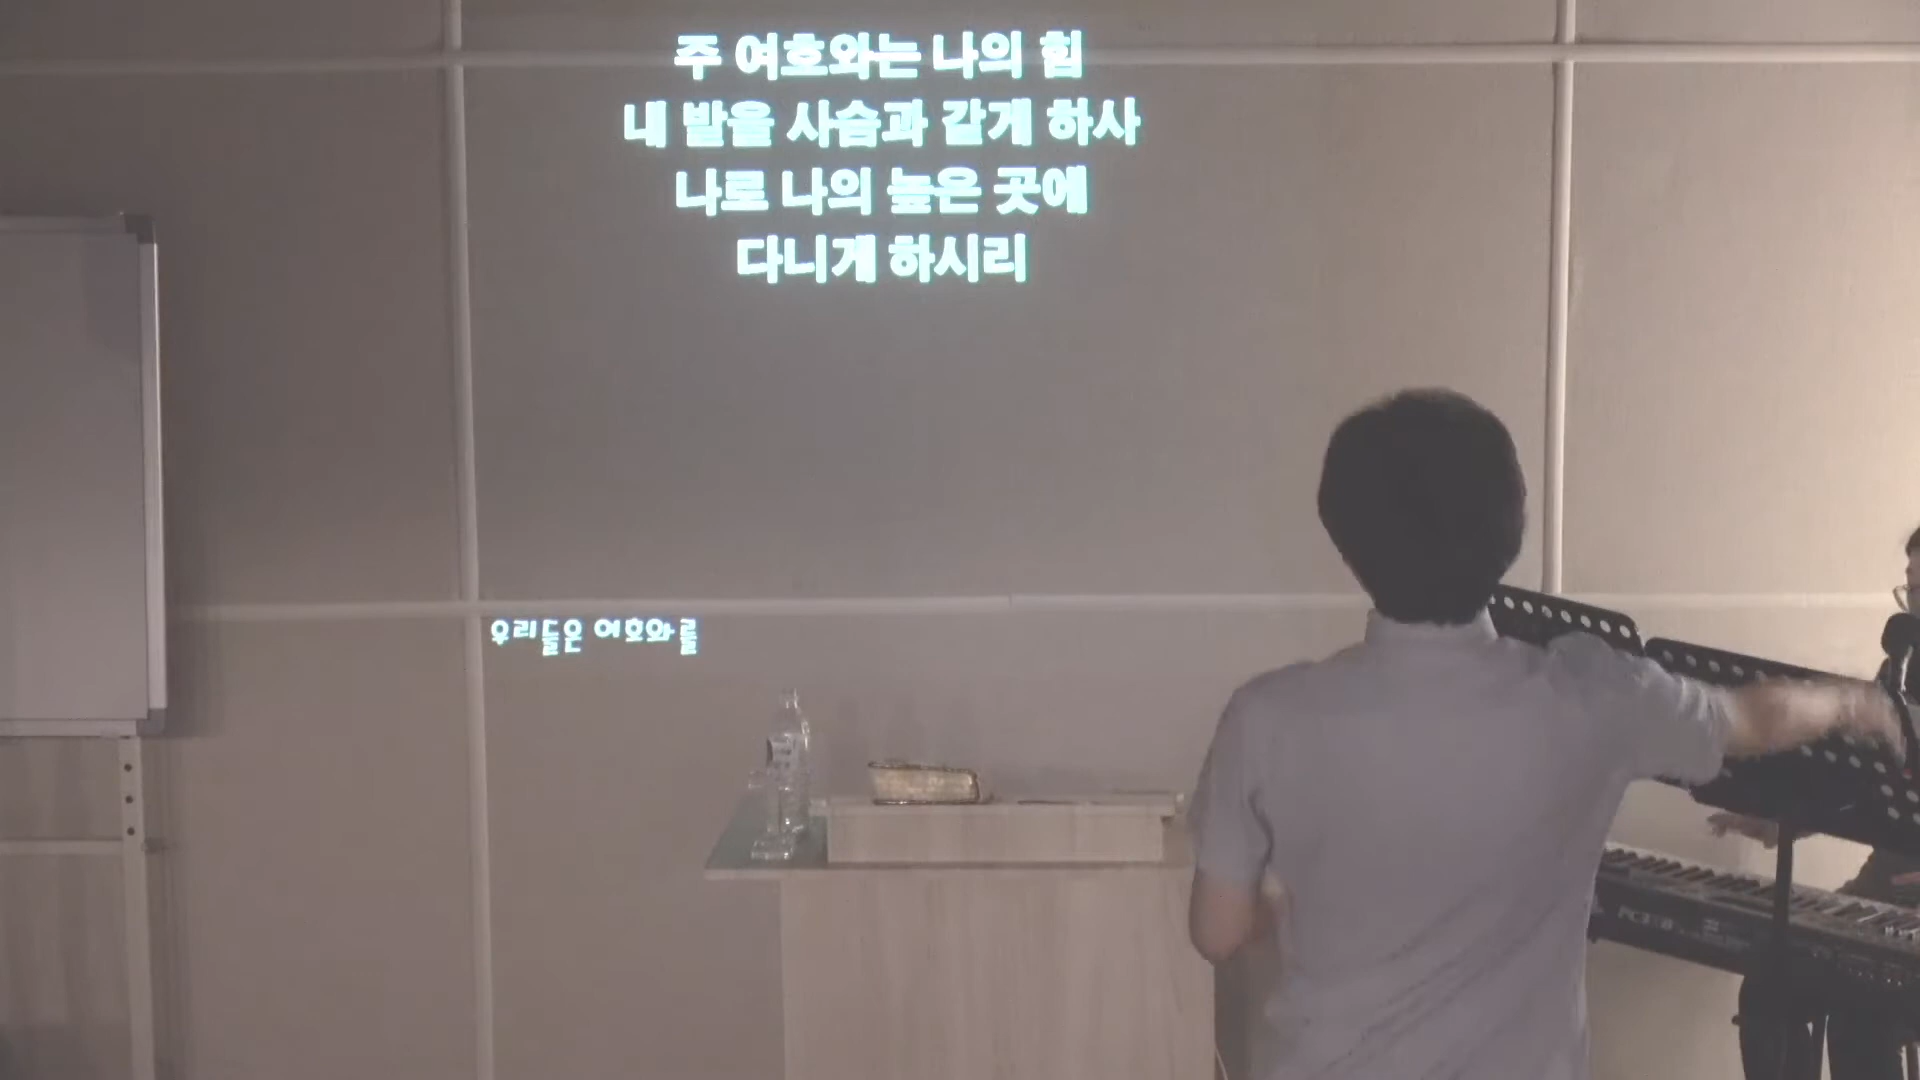 주 여호와는 나의 힘
내 발을 사슴과 같게 하사
나로 나의 높은 곳에
다니게 하시리
우리들은 여호와를